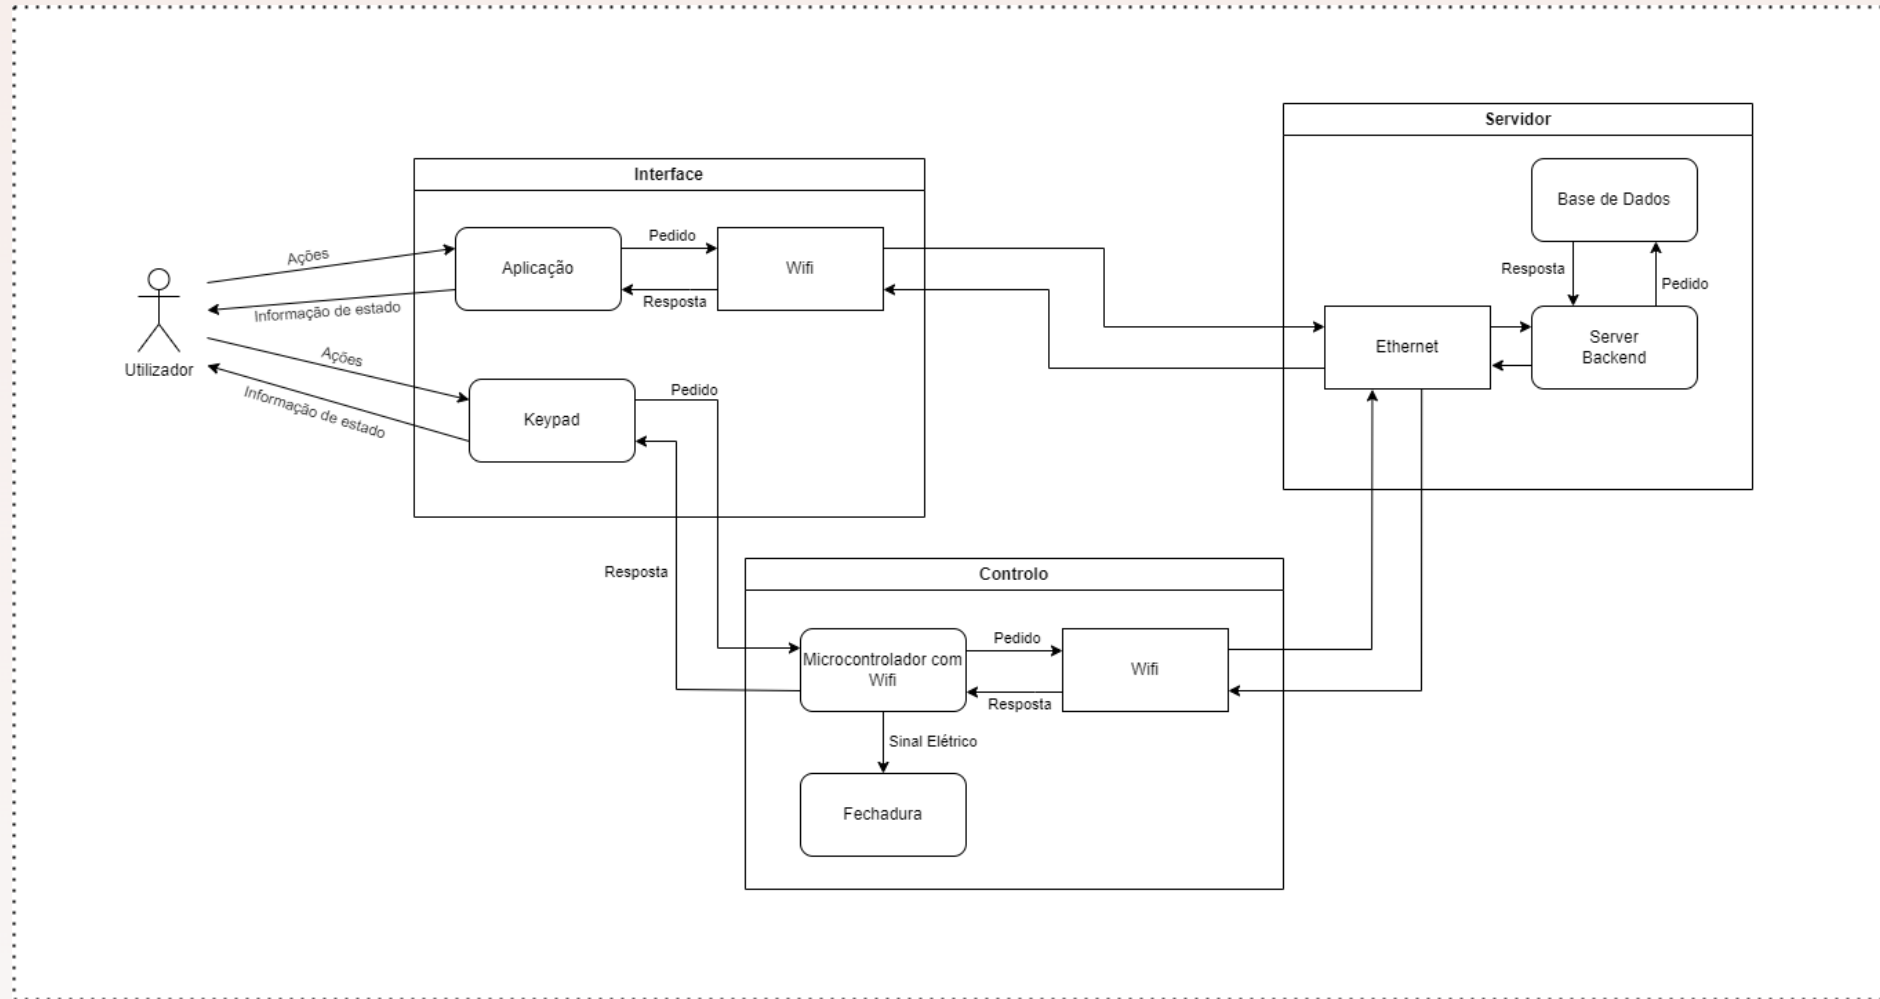 Servidor
Interface
Base de Dados
Ações
Pedido
Aplicação
Wifi
Resposta
Resposta
Pedido
Informação de estado
Utilizador
Ações
Ethernet
Server
Backend
Keypad
Pedido
Informação de estado
Resposta
Controlo
Microcontrolador com
Wifi
Pedido
Wifi
Resposta
Sinal Elétrico
Fechadura